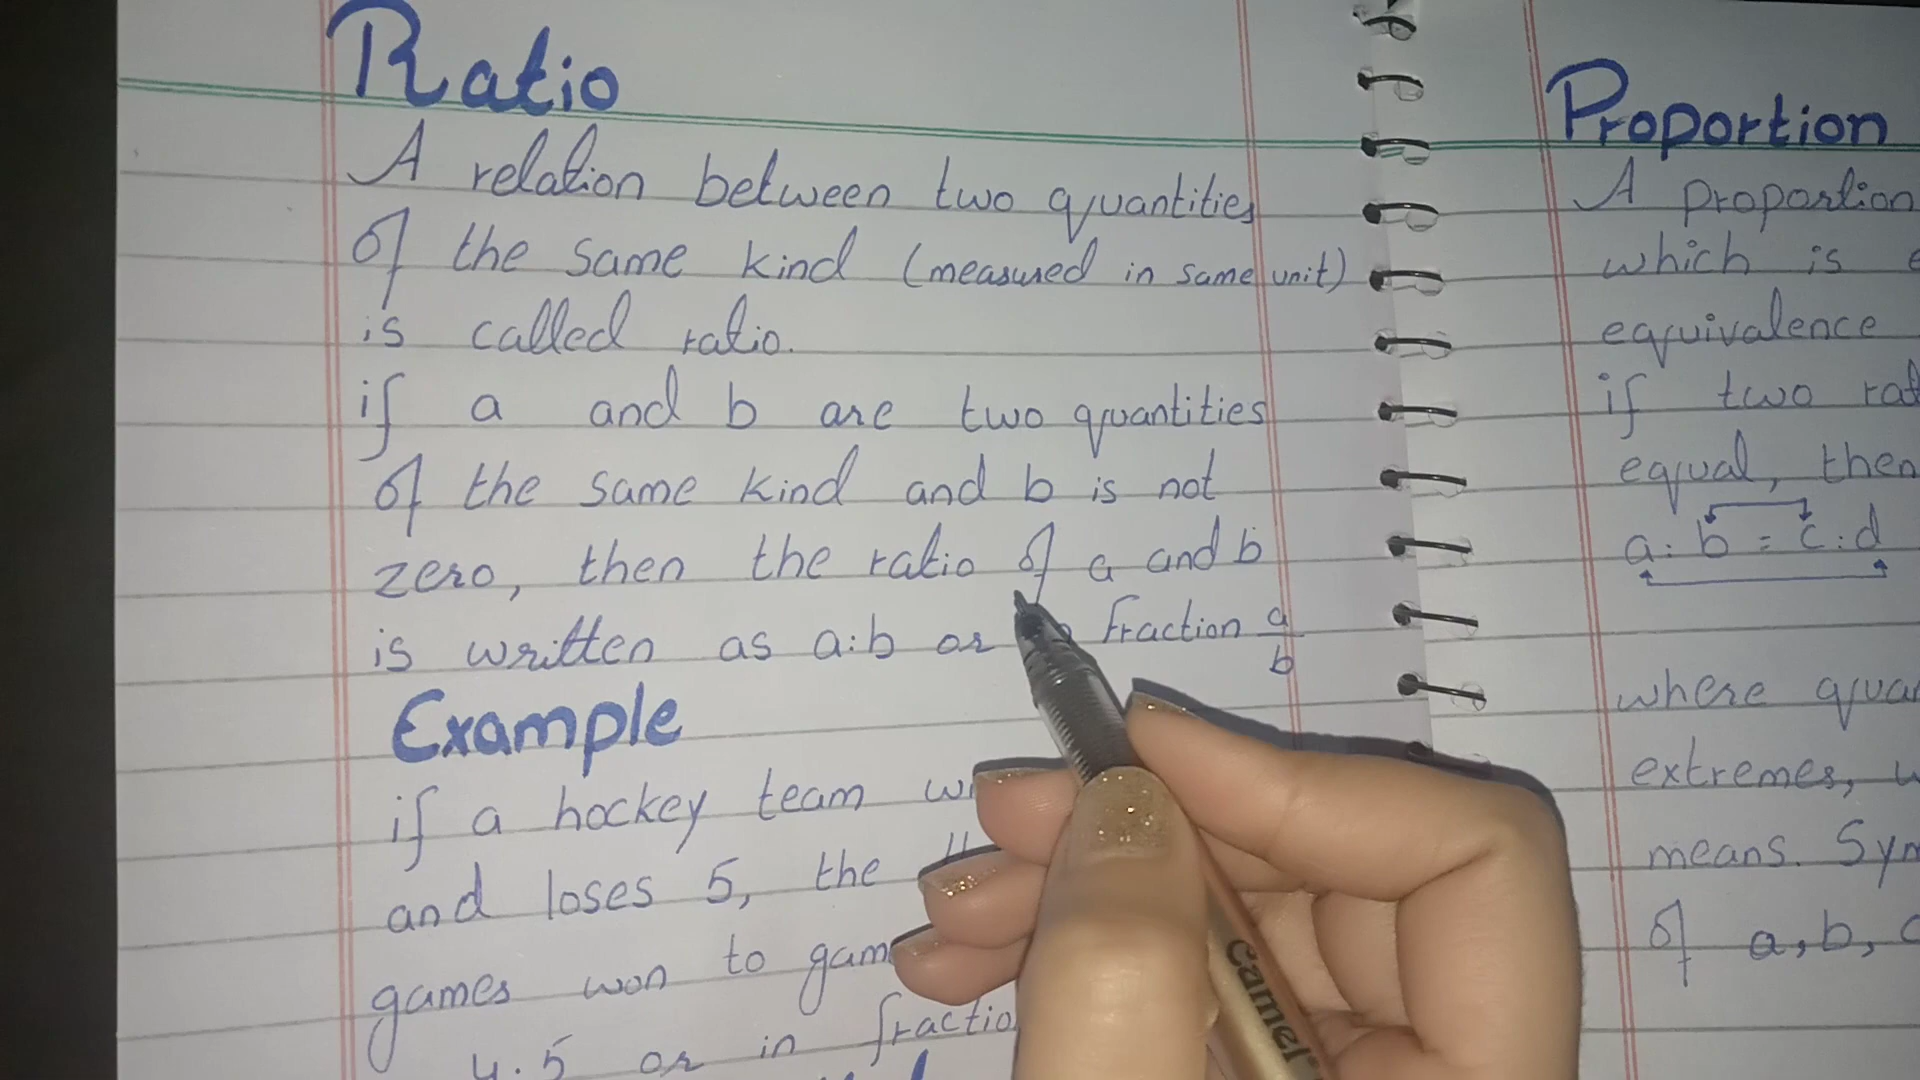 Ratio
A relation between two quantities
of the same kind (measured in same unit)
is called ratio.
if a and b are two quantities
of the same kind and b is not
zero, then the ratio of a and b
is written as a:b or fraction a/b
Example
if a hockey team
and loses 5, the
games won to
4:5 or in
Proportion
A proportion
which is
equivalence
if two
equal, then
a:b = c:d
where
extremes,
means.
of a, b,
Camel